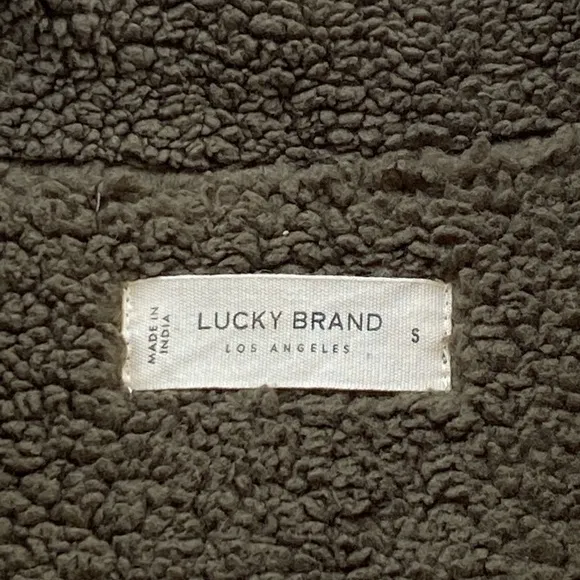 MADE IN
INDIA
LUCKY BRAND
LOS ANGELES
S